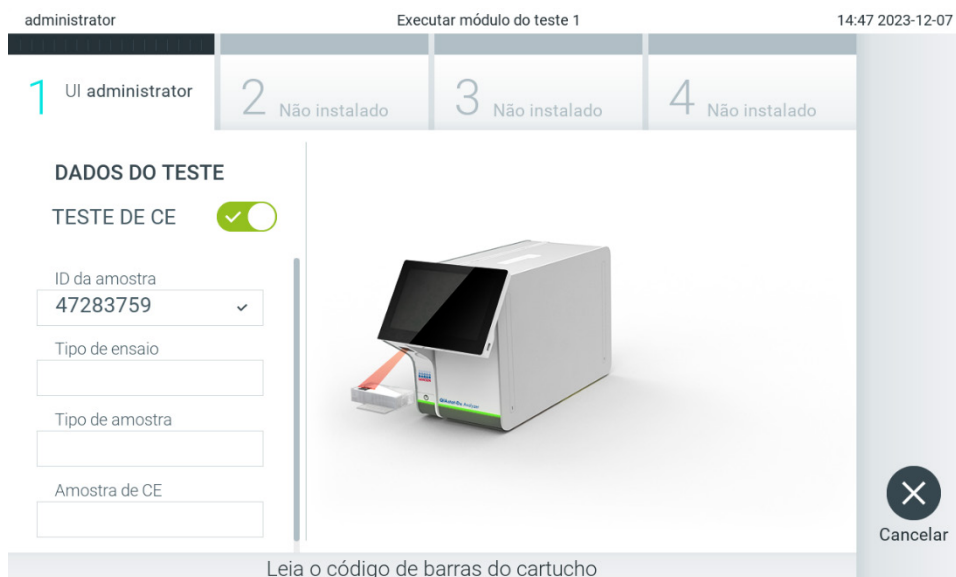 administrator
Executar módulo do teste 1
14:47 2023-12-07
1 UI administrator
2 Não instalado
3 Não instalado
4 Não instalado
DADOS DO TESTE
TESTE DE CE
ID da amostra
47283759
Tipo de ensaio
Tipo de amostra
Amostra de CE
Cancelar
Leia o código de barras do cartucho